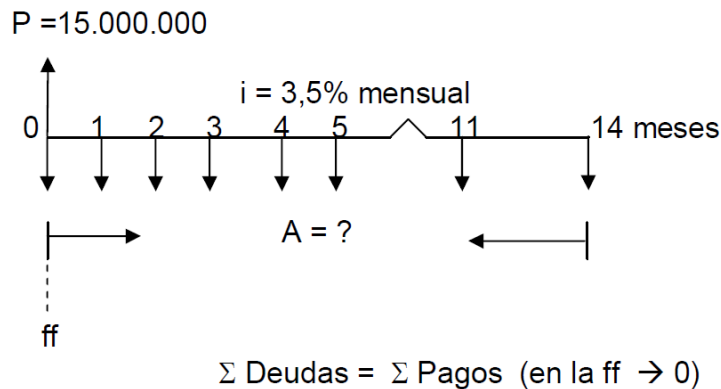 P =15.000.000
i = 3,5% mensual
0 1 2 3 4 5 11 14 meses
A = ?
ff
Σ Deudas = Σ Pagos (en la ff → 0)